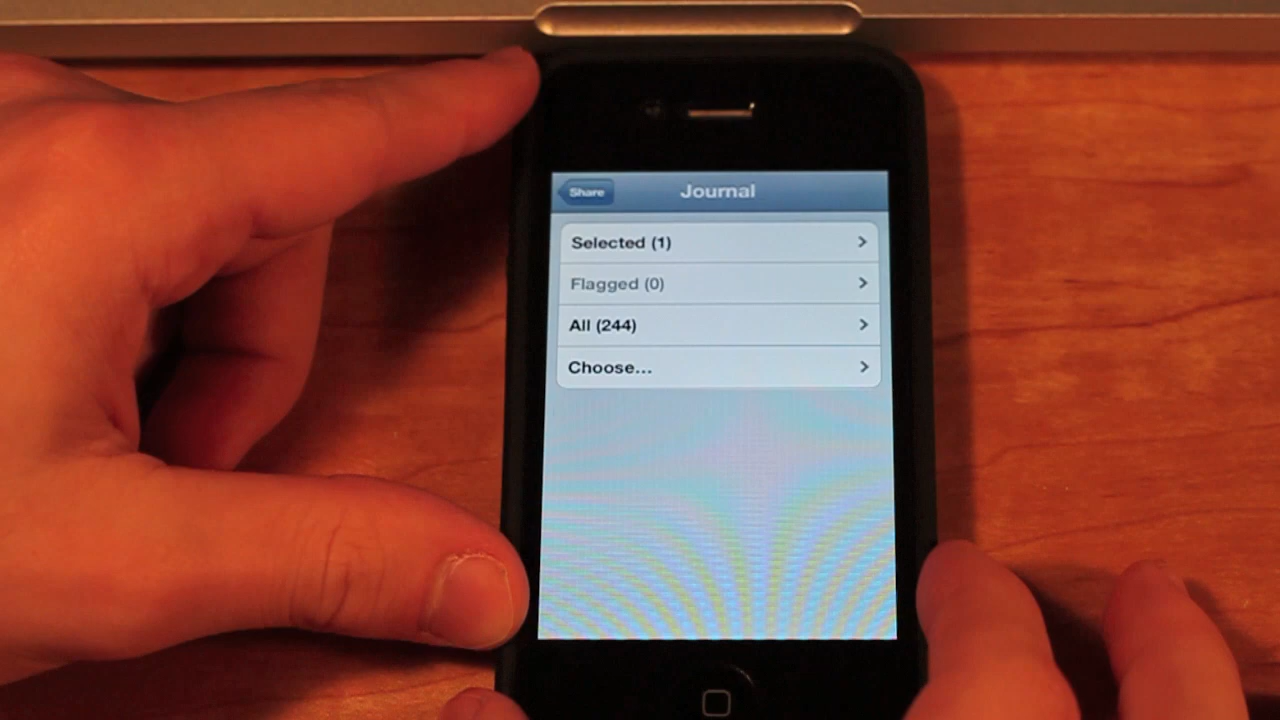 Share
Journal
Selected (1)
Flagged (0)
All (244)
Choose...